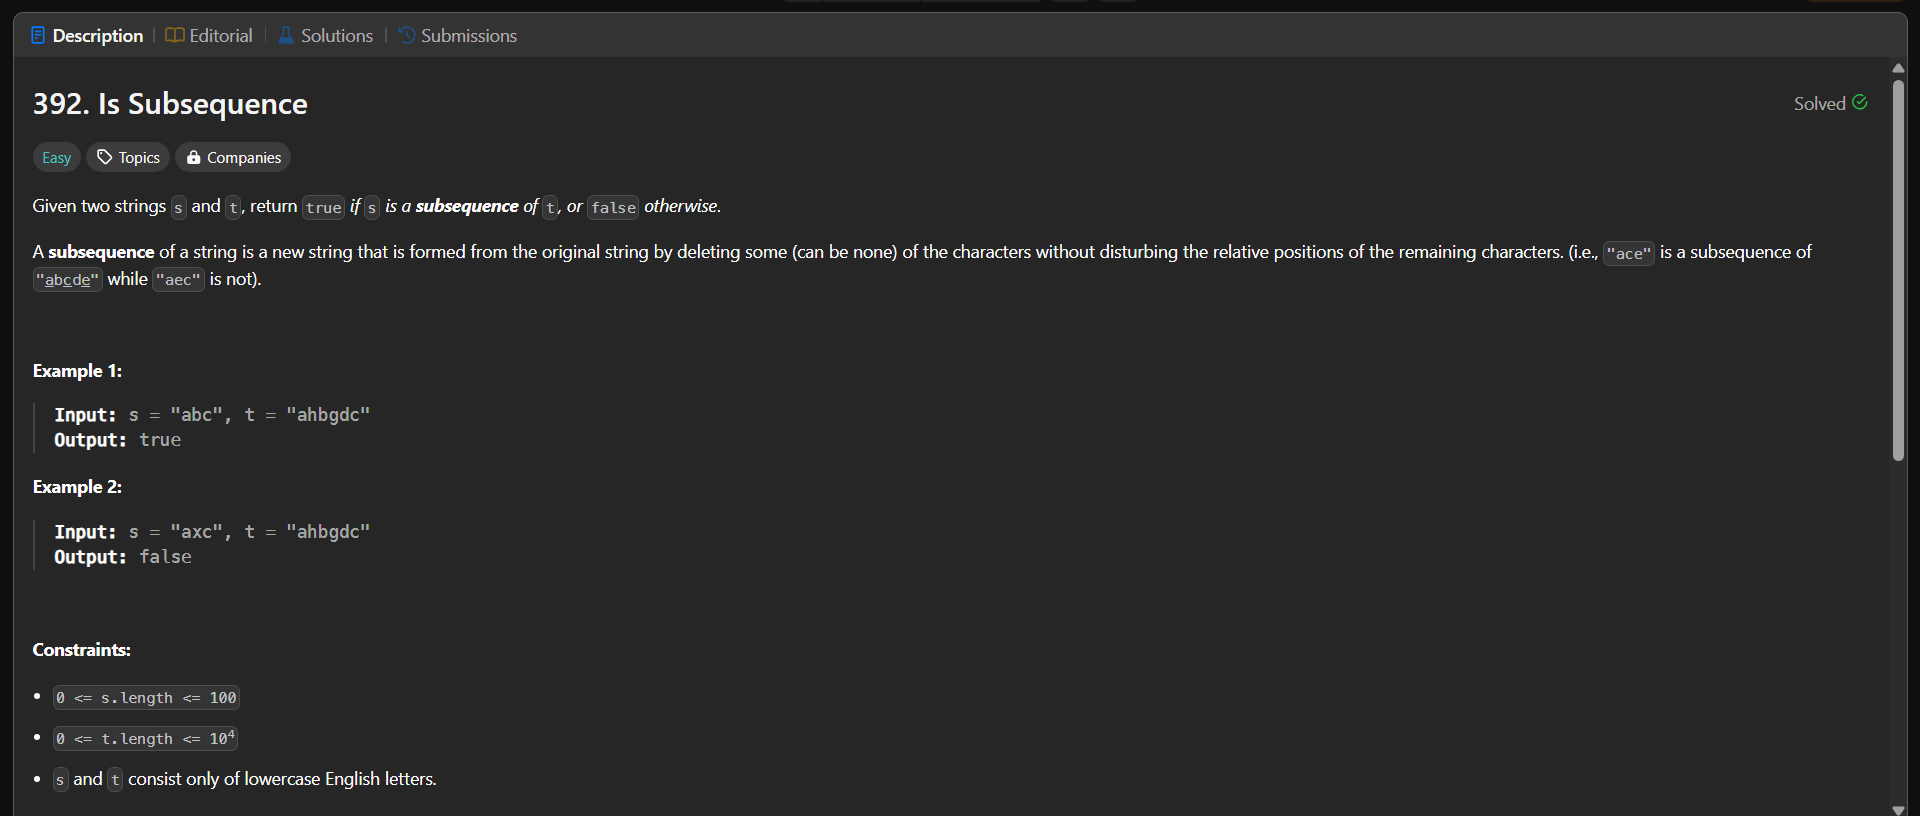 Description | Editorial | Solutions | Submissions
392. Is Subsequence
Solved
Easy Topics Companies
Given two strings s and t, return true if s is a subsequence of t, or false otherwise.
A subsequence of a string is a new string that is formed from the original string by deleting some (can be none) of the characters without disturbing the relative positions of the remaining characters. (i.e., "ace" is a subsequence of
"abcde" while "aec" is not).
Example 1:
Input: s = "abc", t = "ahbgdc"
Output: true
Example 2:
Input: s = "axc", t = "ahbgdc"
Output: false
Constraints:
• 0 <= s.length <= 100
• 0 <= t.length <= 10⁴
• s and t consist only of lowercase English letters.